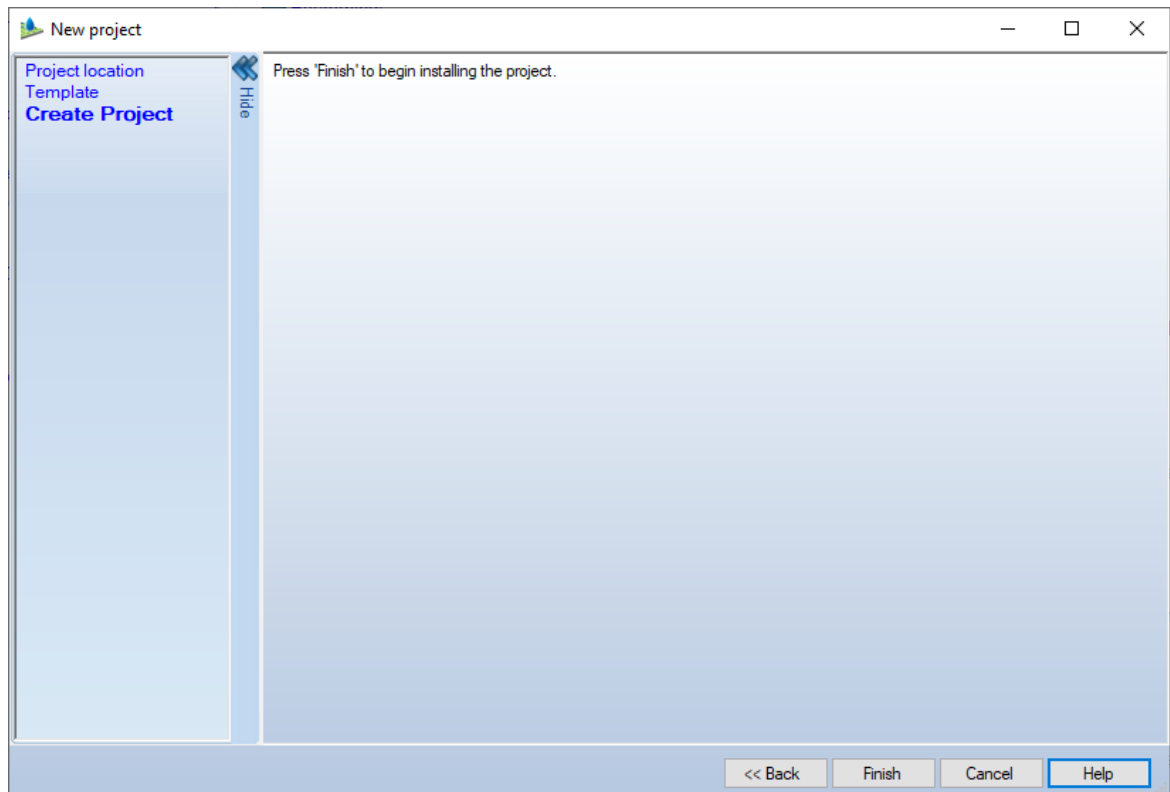 New project
Project location
Template
Create Project
Hide
Press 'Finish' to begin installing the project.
<< Back
Finish
Cancel
Help